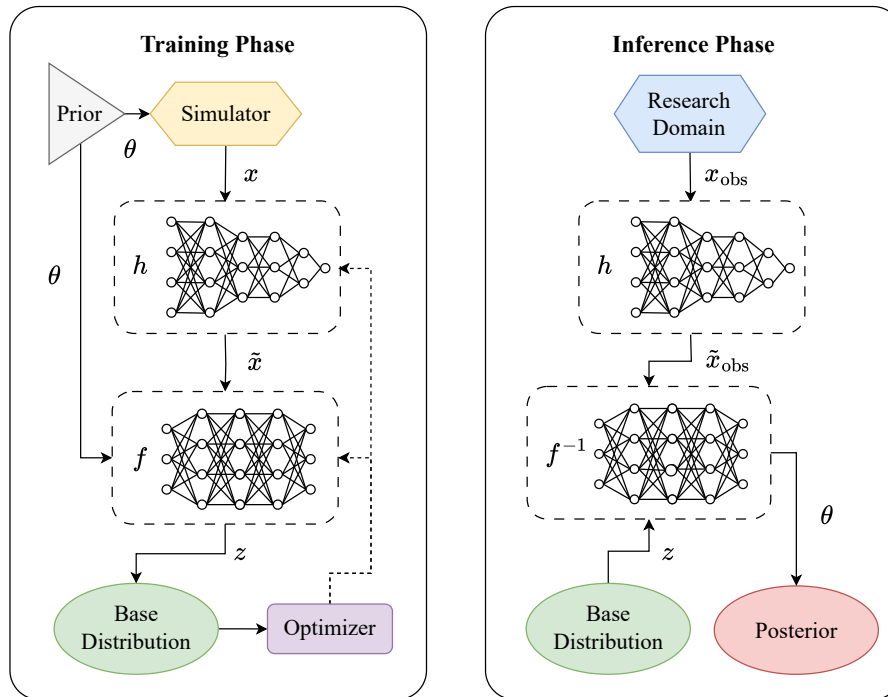 Training Phase
Prior
Simulator
θ
x
h
θ
x̃
f
z
Base
Distribution
Optimizer
Inference Phase
Research
Domain
x_obs
h
x̃_obs
f⁻¹
θ
z
Base
Distribution
Posterior